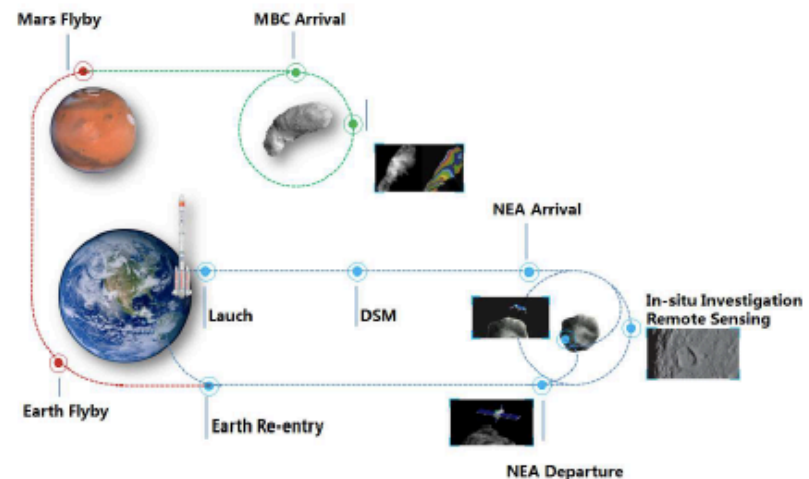 Mars Flyby
MBC Arrival
NEA Arrival
In-situ Investigation
Remote Sensing
Lauch
DSM
Earth Flyby
Earth Re-entry
NEA Departure